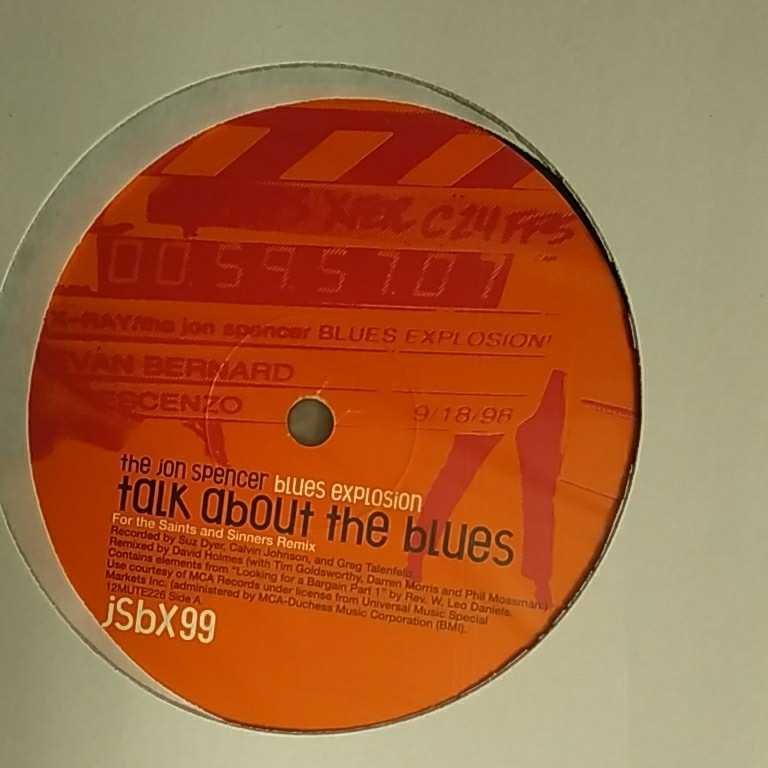 C24FPS
00:59:57:07
X-RAY/the jon spencer BLUES EXPLOSION!
EVAN BERNARD
ESCENZO 9/18/98
the jon spencer blues explosion
talk about the blues
For the Saints and Sinners Remix
Recorded by Suz Dyer, Calvin Johnson, and Greg Talenfeld
Remixed by David Holmes (with Tim Goldsworthy, Darren Morris and Phil Mossman)
Contains elements from "Looking for a Bargain Part 1" by Rev. W. Leo Daniels.
Use courtesy of MCA Records under license from Universal Music Special
Markets Inc. (administered by MCA-Duchess Music Corporation (BMI).
12MUTE226 Side A
jSbX99